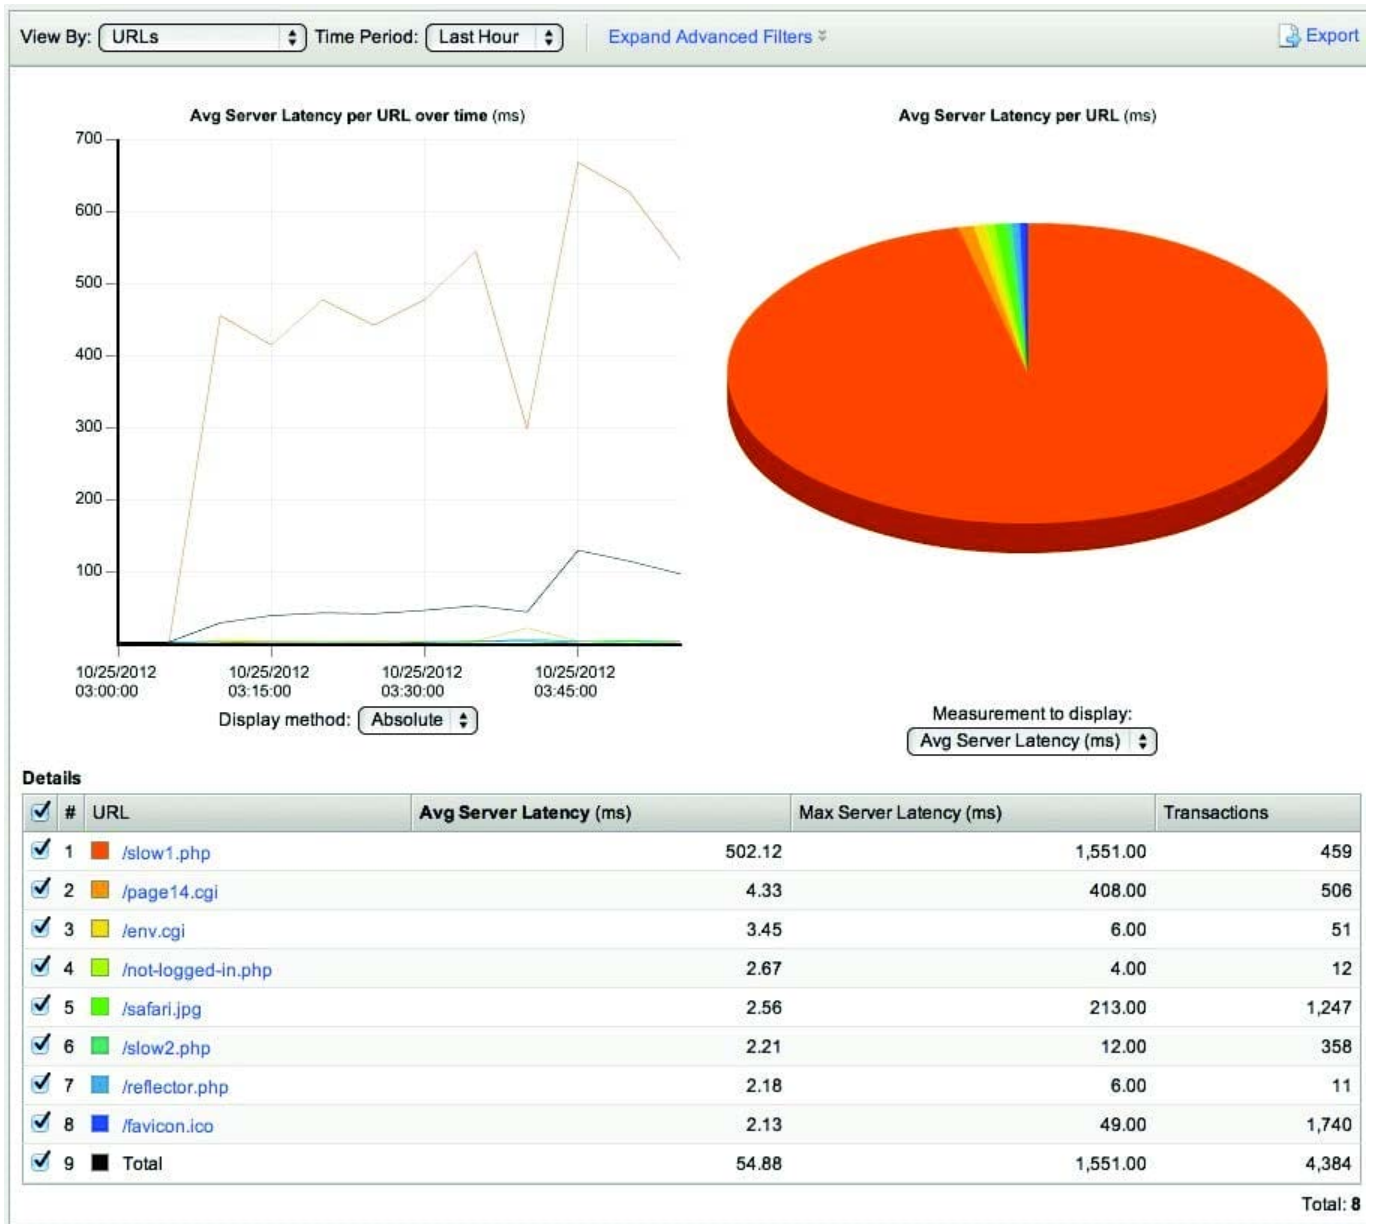 View By: URLs Time Period: Last Hour Expand Advanced Filters Export
Avg Server Latency per URL over time (ms)
700
600
500
400
300
200
100
10/25/2012 10/25/2012 10/25/2012 10/25/2012
03:00:00 03:15:00 03:30:00 03:45:00
Display method: Absolute
Avg Server Latency per URL (ms)
Measurement to display:
Avg Server Latency (ms)
Details
# URL Avg Server Latency (ms) Max Server Latency (ms) Transactions
1 /slow1.php 502.12 1,551.00 459
2 /page14.cgi 4.33 408.00 506
3 /env.cgi 3.45 6.00 51
4 /not-logged-in.php 2.67 4.00 12
5 /safari.jpg 2.56 213.00 1,247
6 /slow2.php 2.21 12.00 358
7 /reflector.php 2.18 6.00 11
8 /favicon.ico 2.13 49.00 1,740
9 Total 54.88 1,551.00 4,384
Total: 8